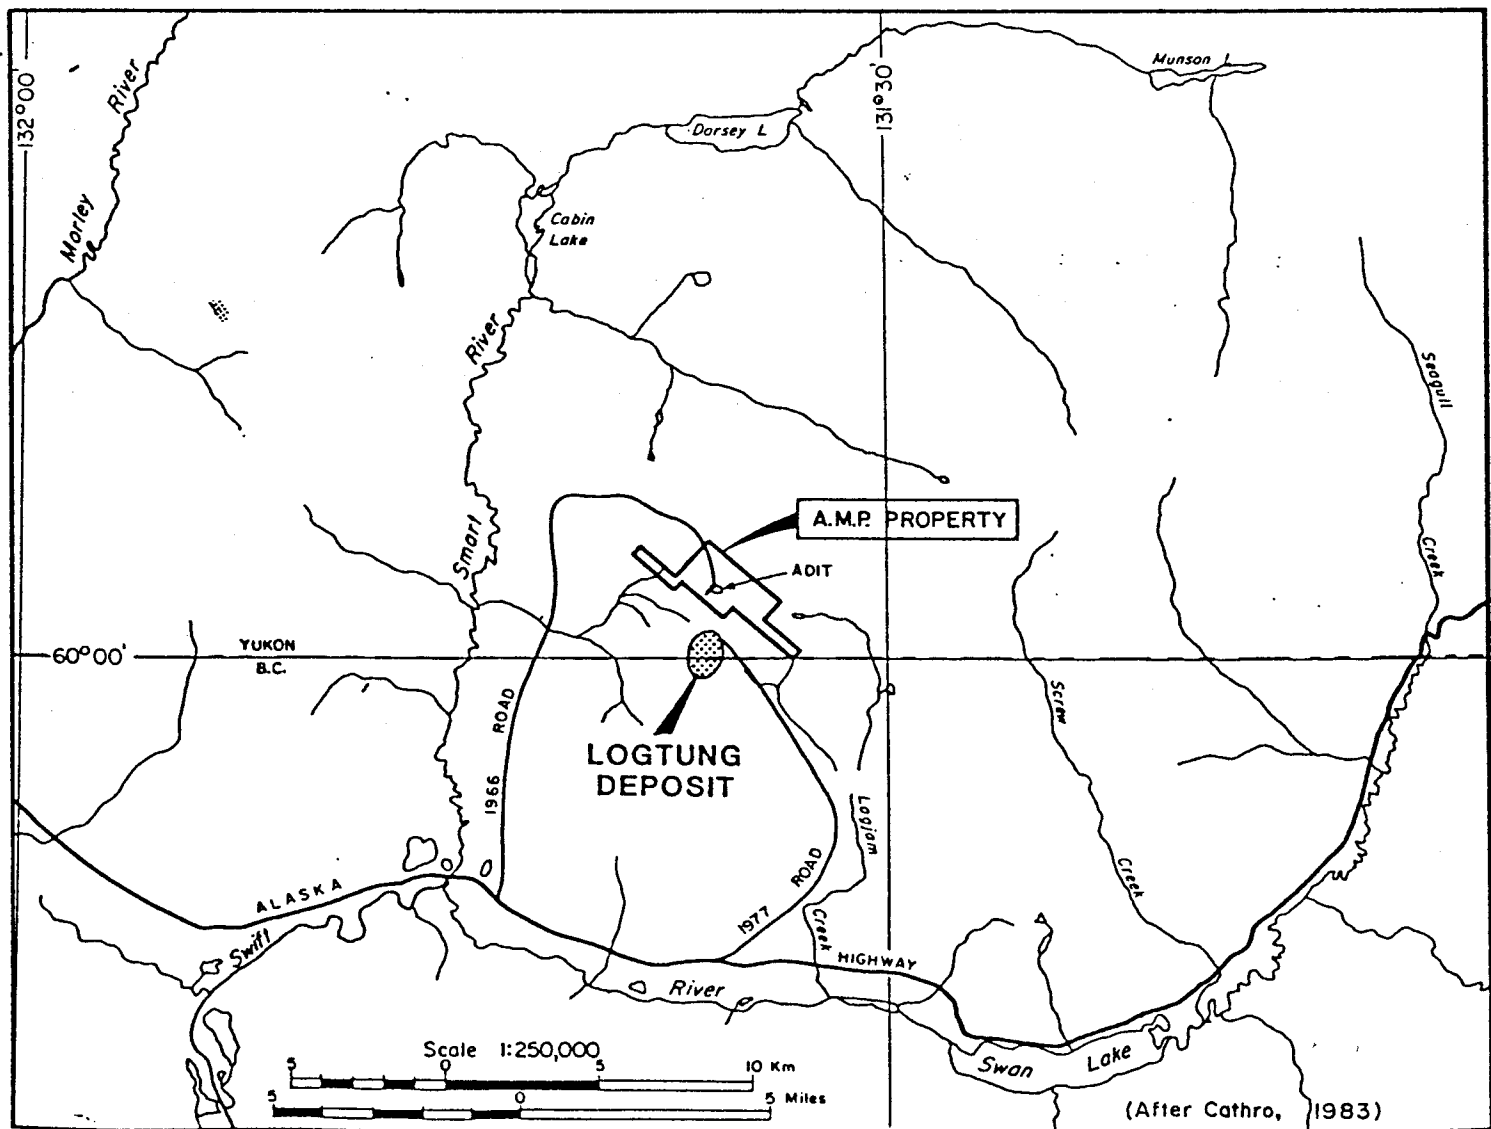 132°00'
River
Morley
Munson L
131°30'
Dorsey L
Cabin
Lake
River
Smart
Seagull
Creek
A.M.P. PROPERTY
ADIT
YUKON
60°00'
B.C.
LOGTUNG
DEPOSIT
1966 ROAD
1977 ROAD
Logjam
Creek
Screw
Creek
ALASKA
HIGHWAY
Swift
River
Swan Lake
Scale 1:250,000
5 0 5 10 Km
5 0 5 Miles
(After Cathro, 1983)